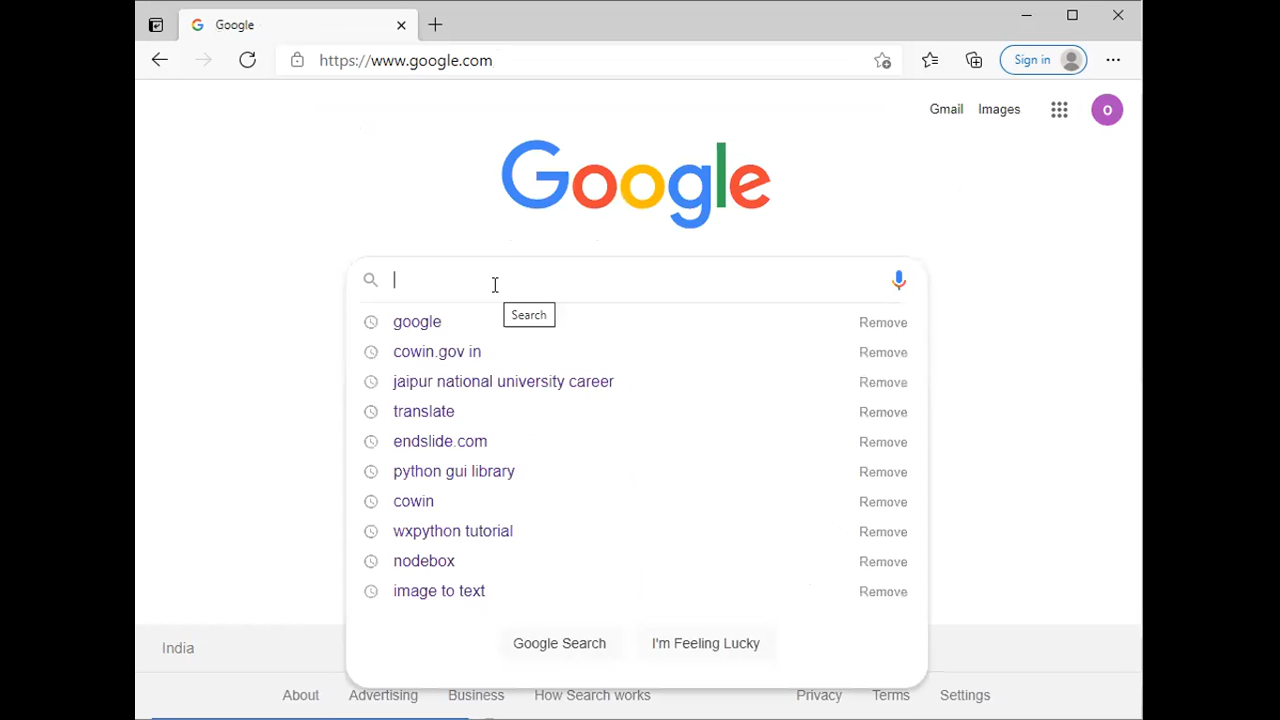 Google
https://www.google.com
Sign in
Gmail Images
o
Google
Search
google Remove
cowin.gov in Remove
jaipur national university career Remove
translate Remove
endslide.com Remove
python gui library Remove
cowin Remove
wxpython tutorial Remove
nodebox Remove
image to text Remove
Google Search I'm Feeling Lucky
India
About Advertising Business How Search works Privacy Terms Settings